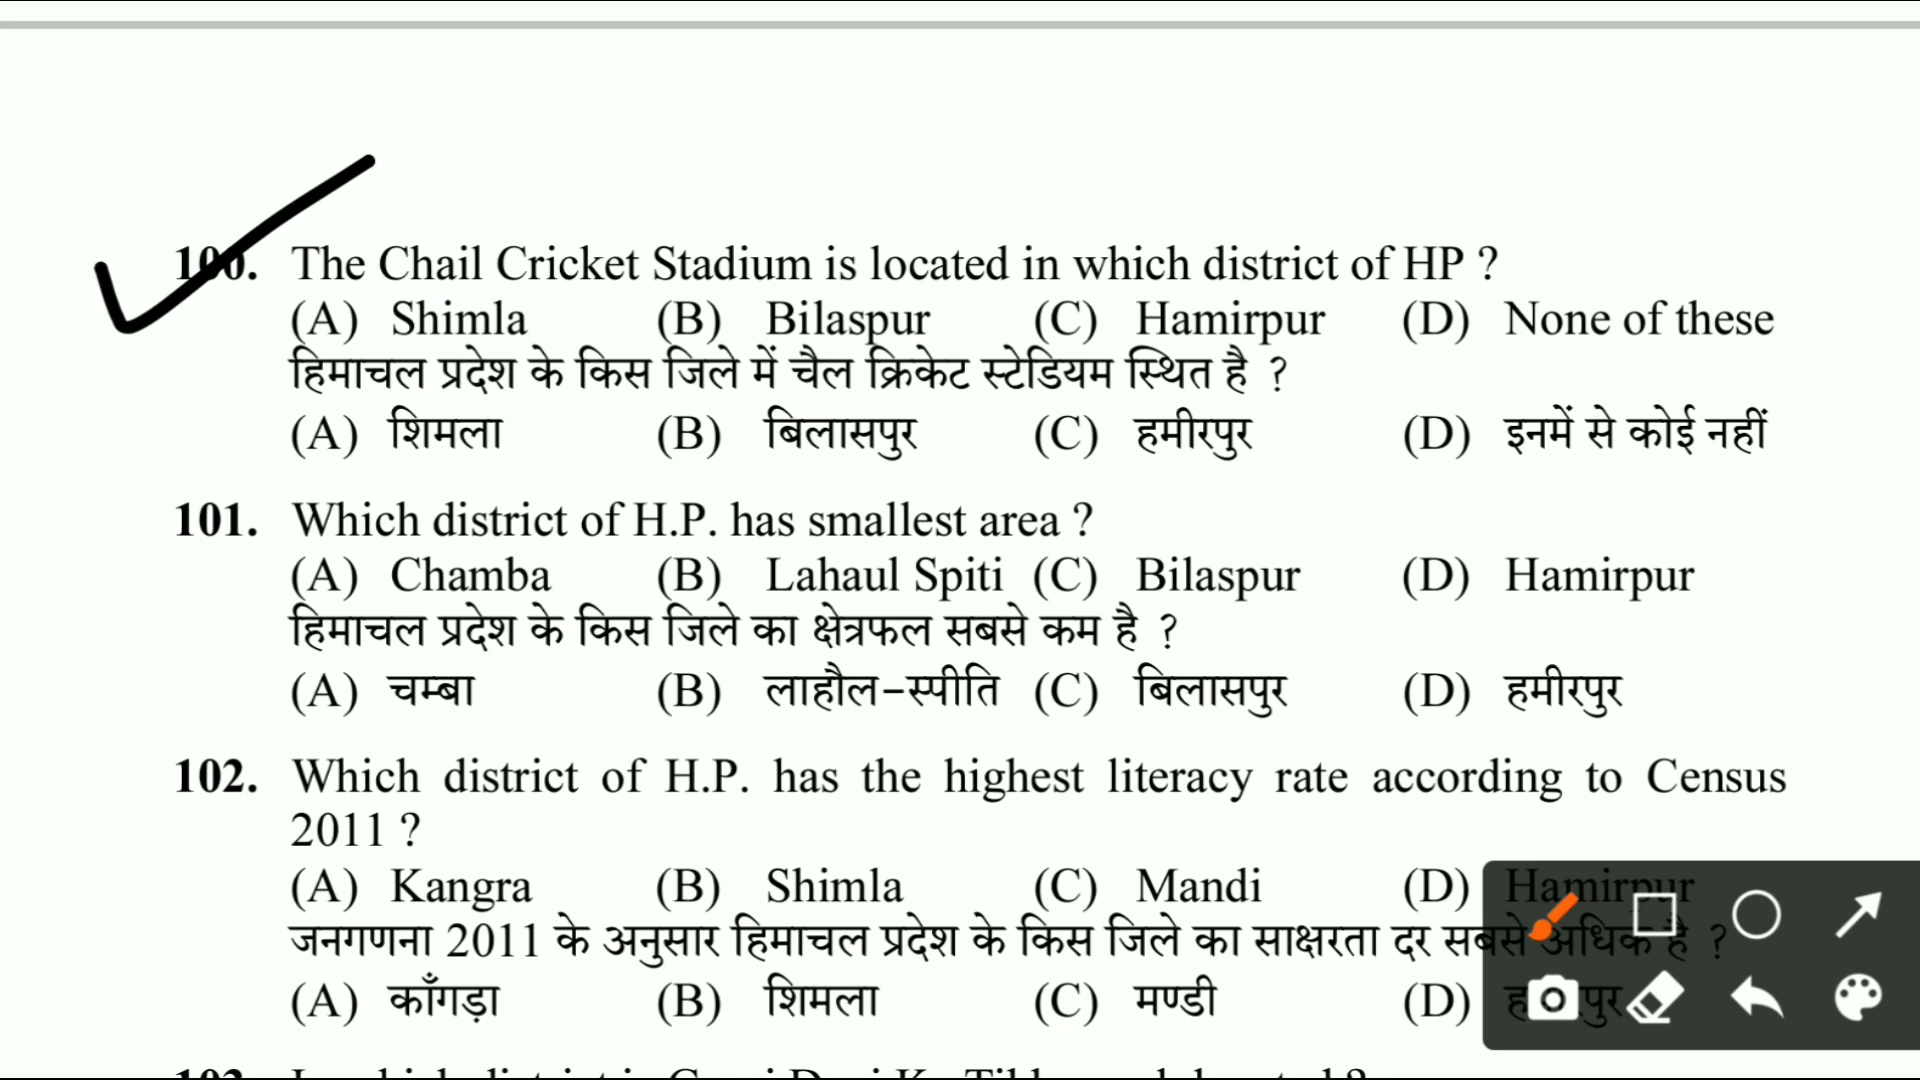 100. The Chail Cricket Stadium is located in which district of HP ?
(A) Shimla (B) Bilaspur (C) Hamirpur (D) None of these
हिमाचल प्रदेश के किस जिले में चैल क्रिकेट स्टेडियम स्थित है ?
(A) शिमला (B) बिलासपुर (C) हमीरपुर (D) इनमें से कोई नहीं
101. Which district of H.P. has smallest area ?
(A) Chamba (B) Lahaul Spiti (C) Bilaspur (D) Hamirpur
हिमाचल प्रदेश के किस जिले का क्षेत्रफल सबसे कम है ?
(A) चम्बा (B) लाहौल-स्पीति (C) बिलासपुर (D) हमीरपुर
102. Which district of H.P. has the highest literacy rate according to Census
2011 ?
(A) Kangra (B) Shimla (C) Mandi (D) Hamirpur
जनगणना 2011 के अनुसार हिमाचल प्रदेश के किस जिले का साक्षरता दर सबसे अधिक है ?
(A) काँगड़ा (B) शिमला (C) मण्डी (D)